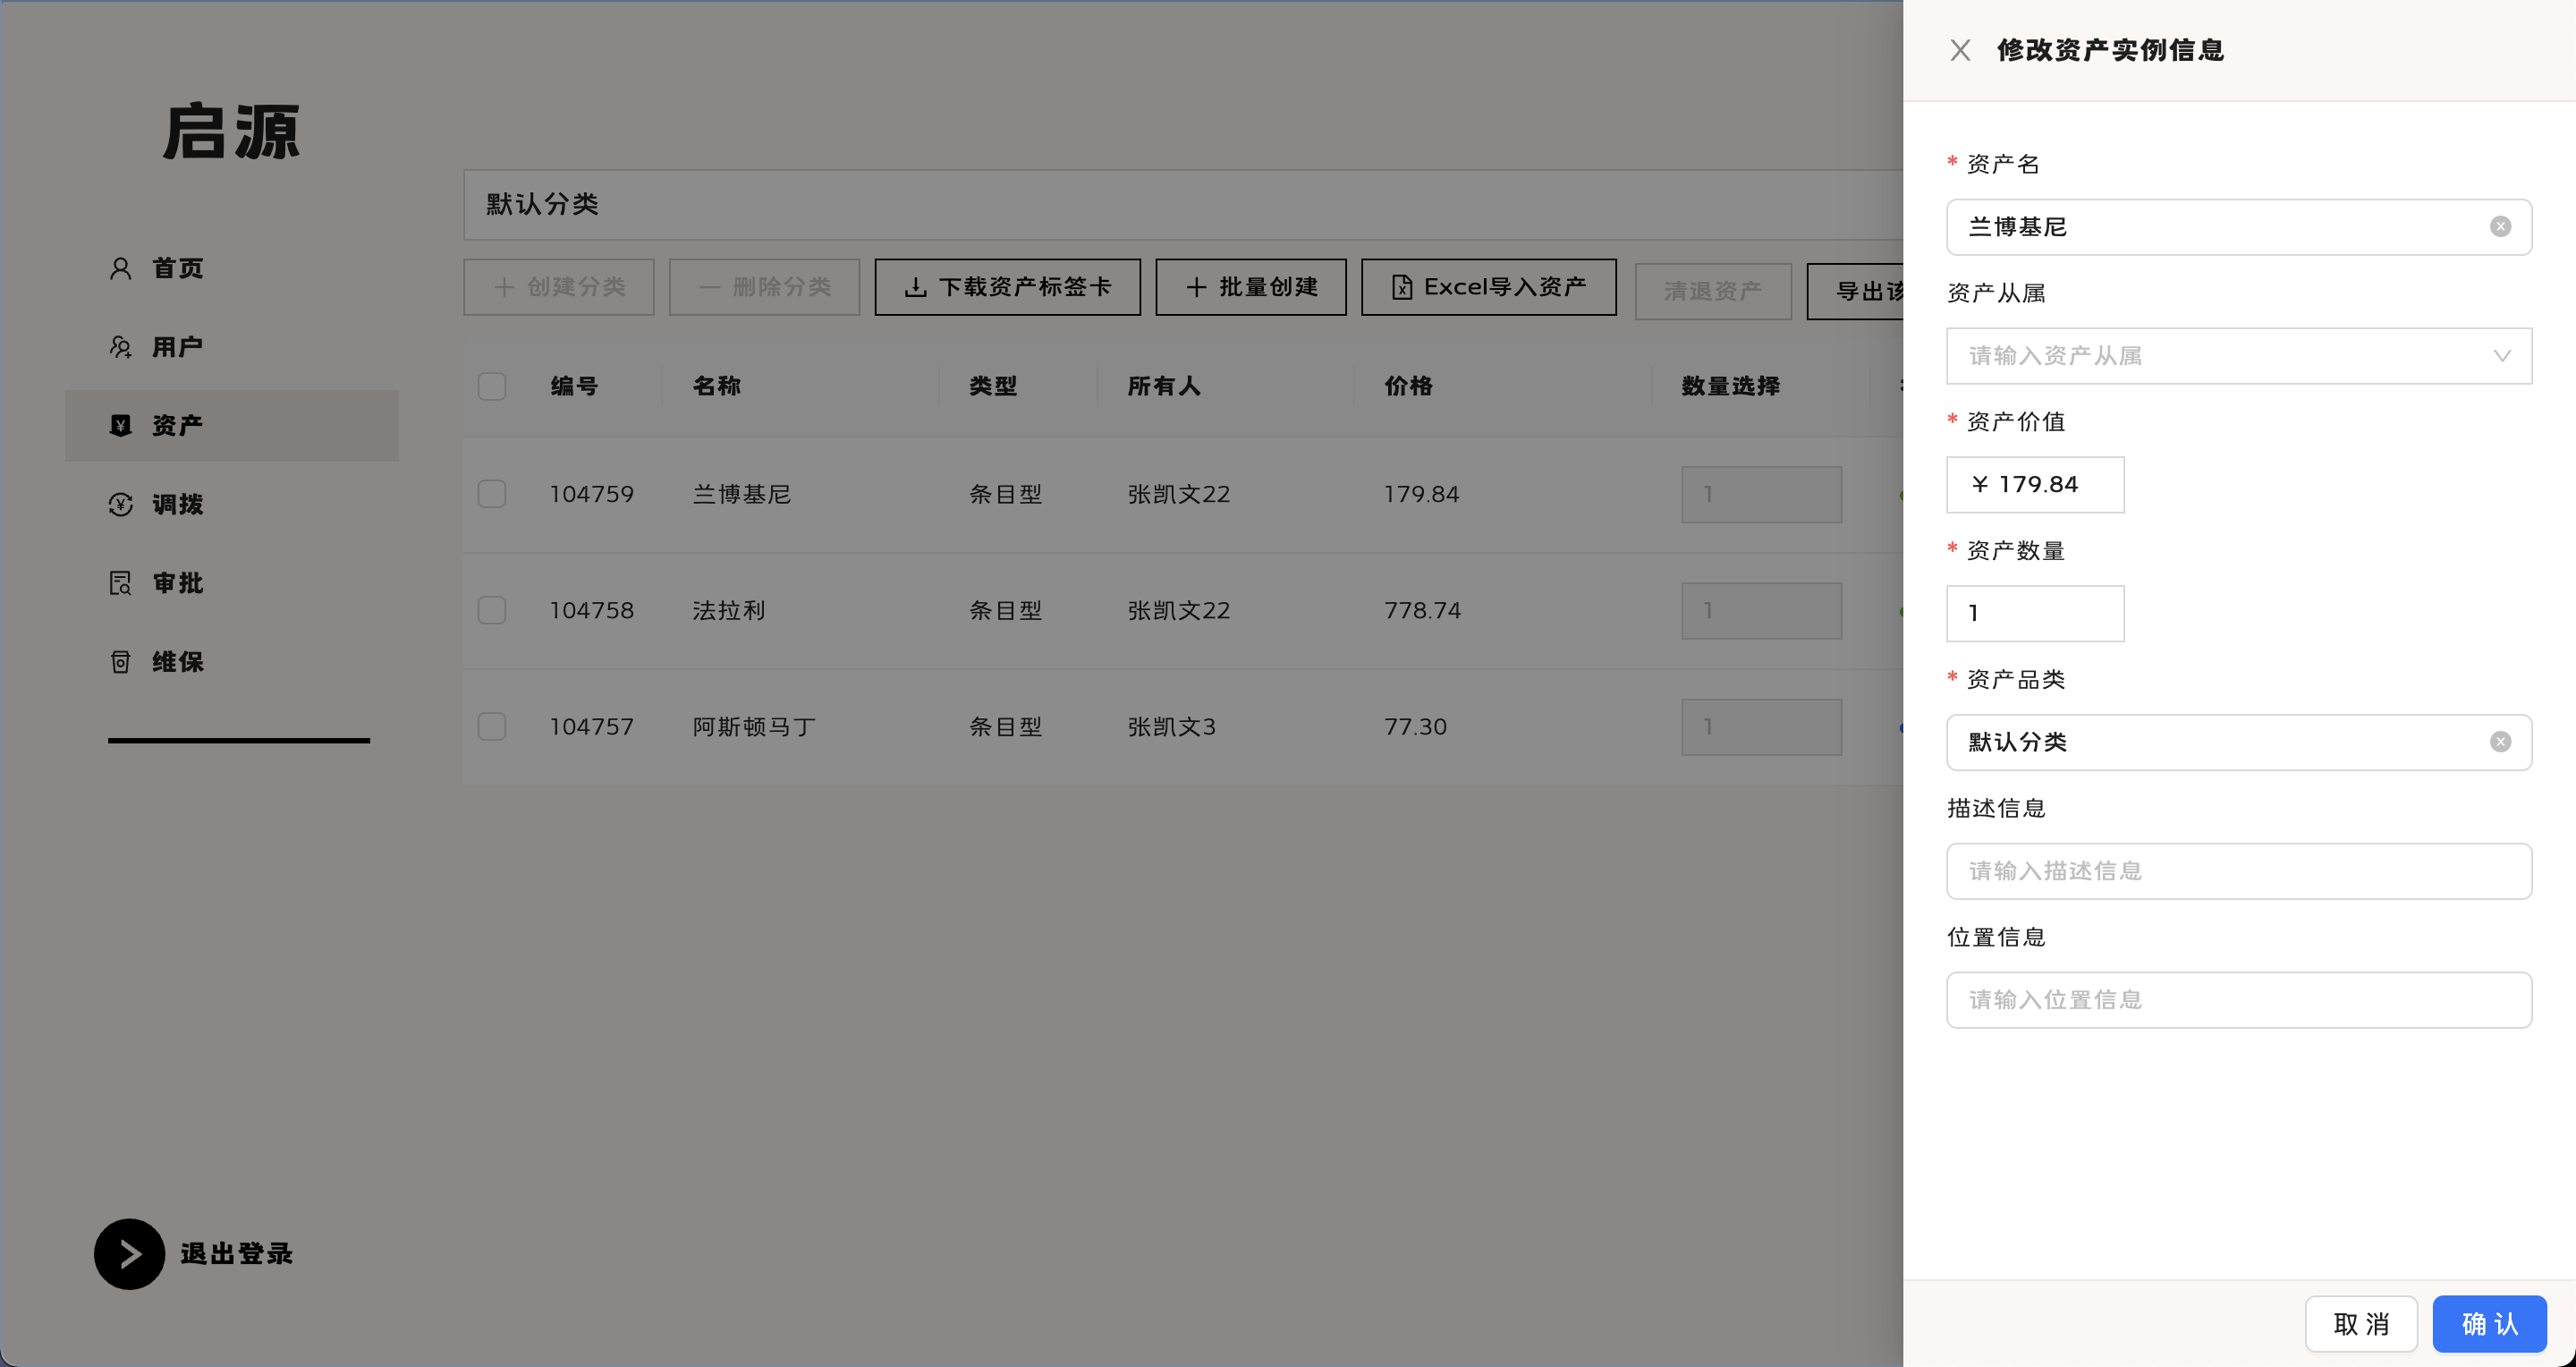 启源
首页
用户
资产
调拨
审批
维保
退出登录
默认分类
创建分类 删除分类 下载资产标签卡 批量创建 Excel导入资产 清退资产 导出该
编号 名称 类型 所有人 价格 数量选择
104759 兰博基尼 条目型 张凯文22 179.84 1
104758 法拉利 条目型 张凯文22 778.74 1
104757 阿斯顿马丁 条目型 张凯文3 77.30 1
修改资产实例信息
* 资产名
兰博基尼
资产从属
请输入资产从属
* 资产价值
¥ 179.84
* 资产数量
1
* 资产品类
默认分类
描述信息
请输入描述信息
位置信息
请输入位置信息
取消 确认